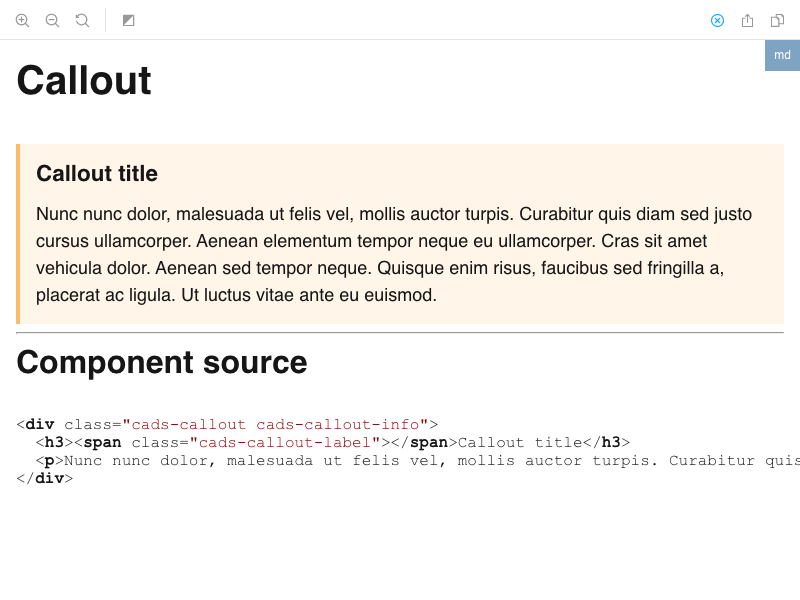 md
Callout
Callout title
Nunc nunc dolor, malesuada ut felis vel, mollis auctor turpis. Curabitur quis diam sed justo
cursus ullamcorper. Aenean elementum tempor neque eu ullamcorper. Cras sit amet
vehicula dolor. Aenean sed tempor neque. Quisque enim risus, faucibus sed fringilla a,
placerat ac ligula. Ut luctus vitae ante eu euismod.
Component source
<div class="cads-callout cads-callout-info">
  <h3><span class="cads-callout-label"></span>Callout title</h3>
  <p>Nunc nunc dolor, malesuada ut felis vel, mollis auctor turpis. Curabitur quis
</div>